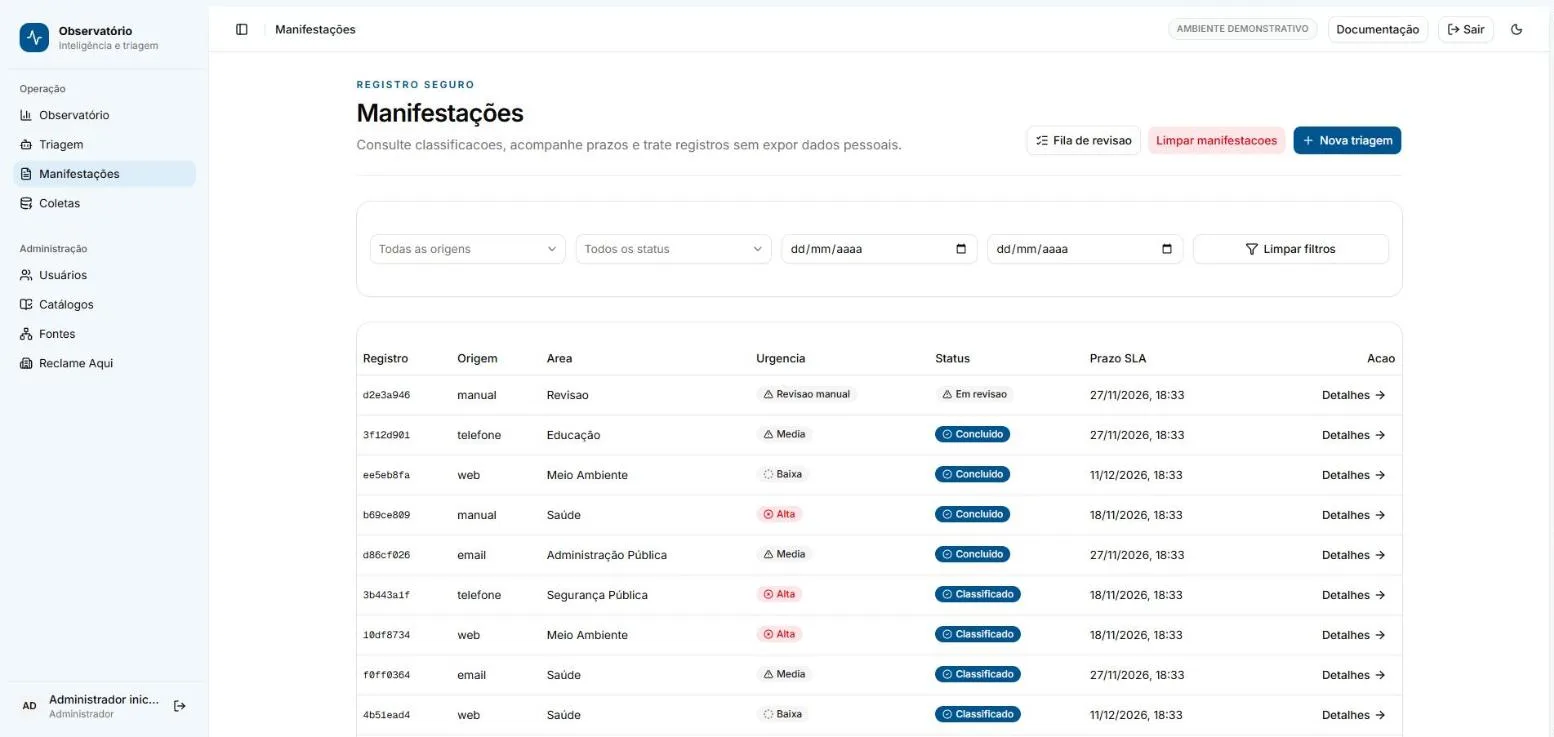 Observatório
Inteligência e triagem
Operação
Observatório
Triagem
Manifestações
Coletas
Administração
Usuários
Catálogos
Fontes
Reclame Aqui
AD
Administrador inic...
Administrador
Manifestações
AMBIENTE DEMONSTRATIVO
Documentação
Sair
REGISTRO SEGURO
Manifestações
Consulte classificacoes, acompanhe prazos e trate registros sem expor dados pessoais.
Fila de revisao
Limpar manifestacoes
+ Nova triagem
Todas as origens
Todos os status
dd/mm/aaaa
dd/mm/aaaa
Limpar filtros
Registro Origem Area Urgencia Status Prazo SLA Acao
d2e3a946 manual Revisao Revisao manual Em revisao 27/11/2026, 18:33 Detalhes →
3f12d901 telefone Educação Media Concluido 27/11/2026, 18:33 Detalhes →
ee5eb8fa web Meio Ambiente Baixa Concluido 11/12/2026, 18:33 Detalhes →
b69ce809 manual Saúde Alta Concluido 18/11/2026, 18:33 Detalhes →
d86cf026 email Administração Pública Media Concluido 27/11/2026, 18:33 Detalhes →
3b443a1f telefone Segurança Pública Alta Classificado 18/11/2026, 18:33 Detalhes →
10df8734 web Meio Ambiente Alta Classificado 18/11/2026, 18:33 Detalhes →
f0ff0364 email Saúde Media Classificado 27/11/2026, 18:33 Detalhes →
4b51ead4 web Saúde Baixa Classificado 11/12/2026, 18:33 Detalhes →